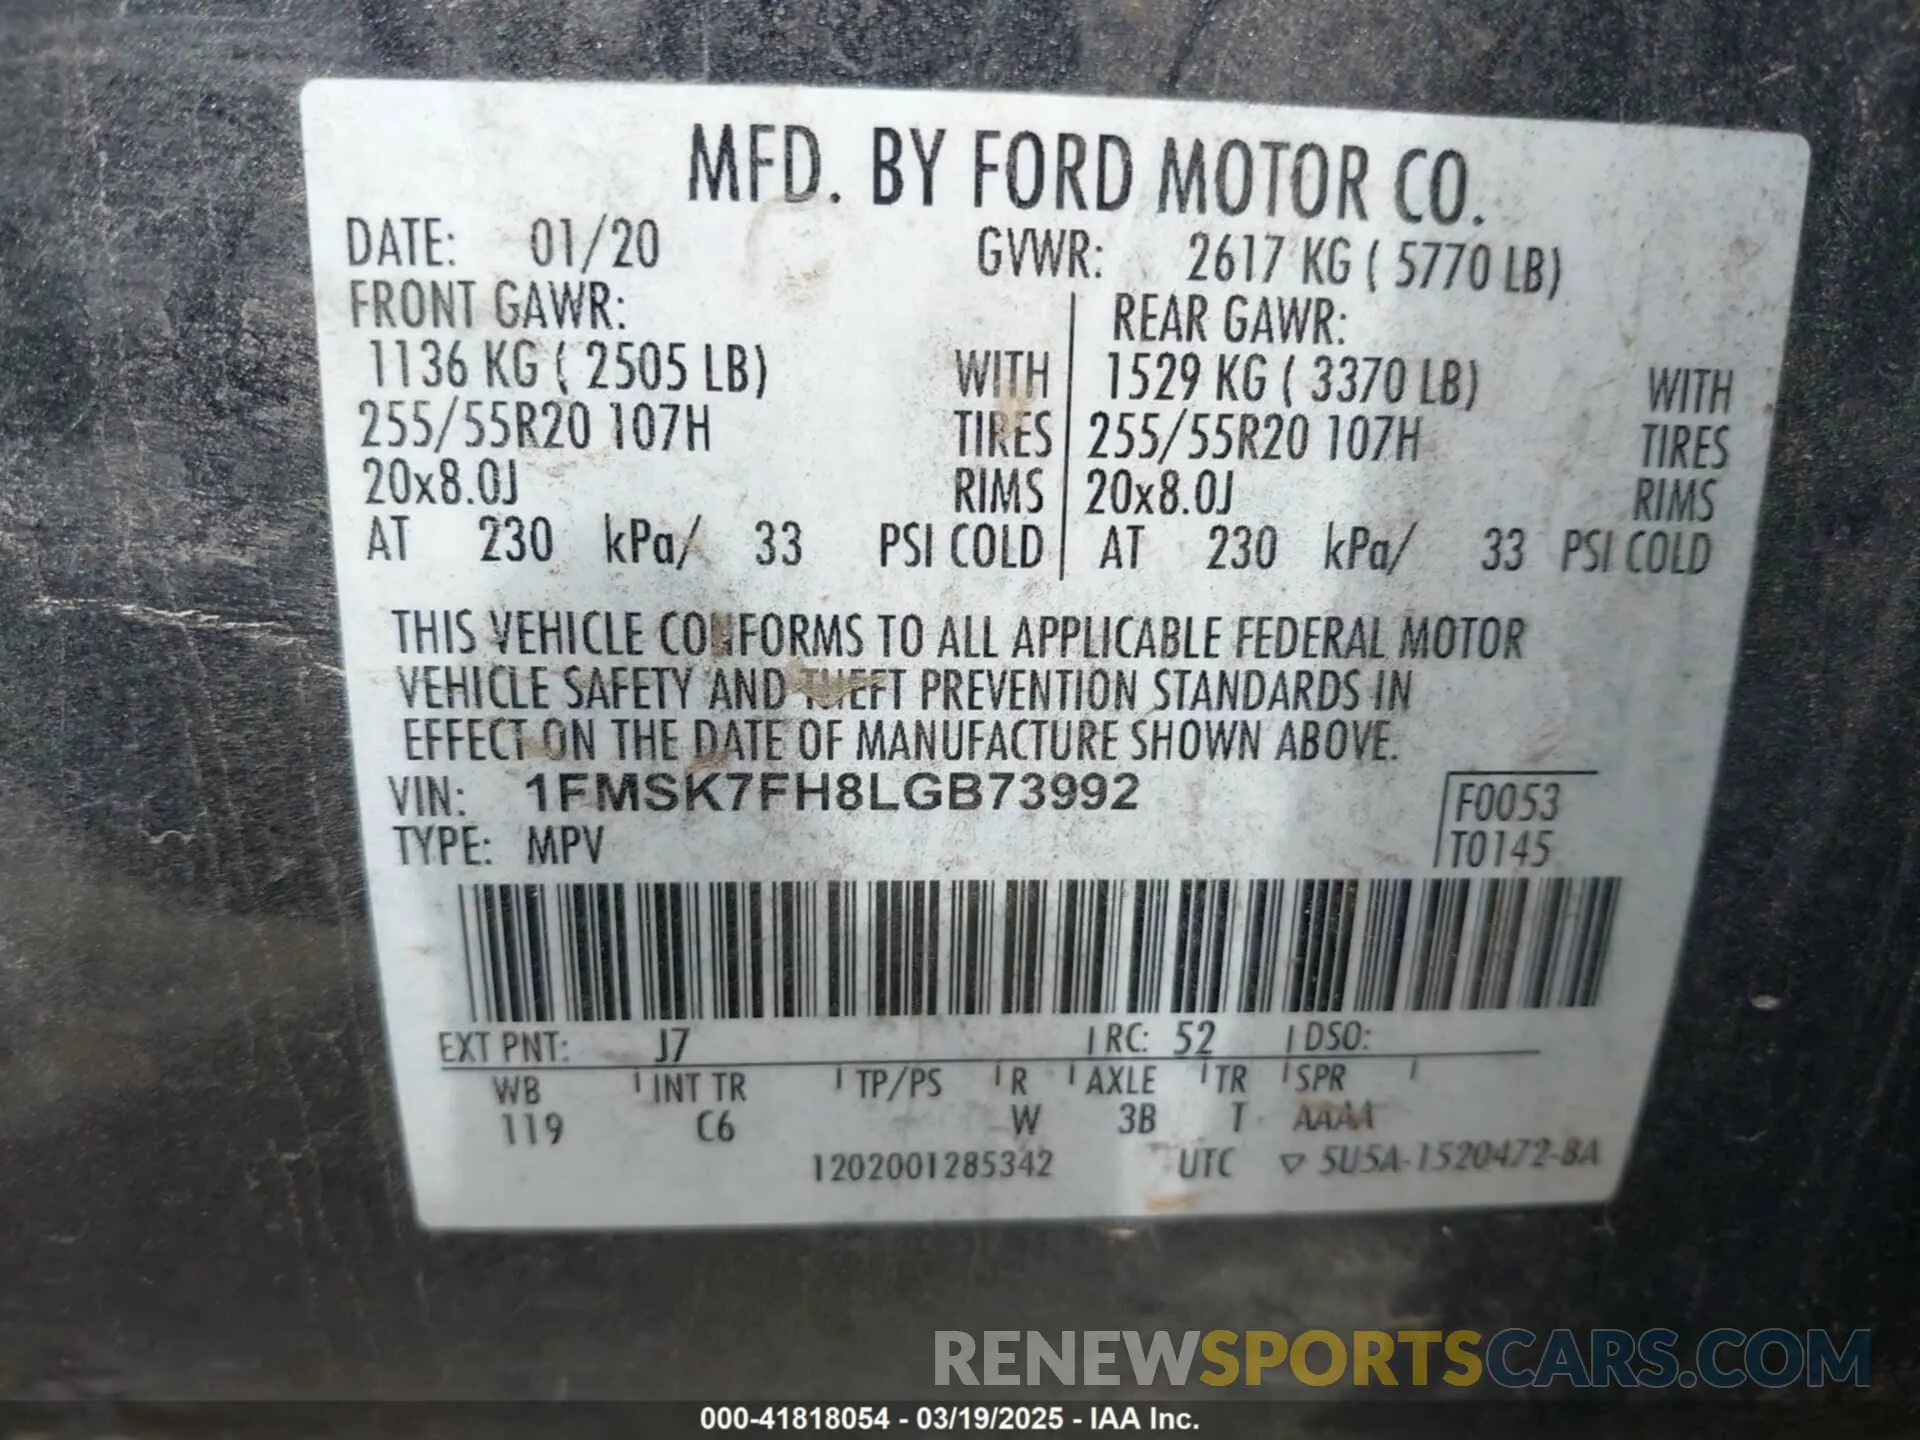 MFD. BY FORD MOTOR CO.
DATE: 01/20 GVWR: 2617 KG ( 5770 LB)
FRONT GAWR: REAR GAWR:
1136 KG ( 2505 LB) WITH 1529 KG ( 3370 LB) WITH
255/55R20 107H TIRES 255/55R20 107H TIRES
20x8.0J RIMS 20x8.0J RIMS
AT 230 kPa/ 33 PSI COLD AT 230 kPa/ 33 PSI COLD
THIS VEHICLE CONFORMS TO ALL APPLICABLE FEDERAL MOTOR
VEHICLE SAFETY AND THEFT PREVENTION STANDARDS IN
EFFECT ON THE DATE OF MANUFACTURE SHOWN ABOVE.
VIN: 1FMSK7FH8LGB73992 F0053
TYPE: MPV T0145
EXT PNT: J7 RC: 52 DSO:
WB INT TR TP/PS R AXLE TR SPR
119 C6 W 3B T AAAA
1202001285342 UTC ▽ 5U5A-1520472-BA
RENEWSPORTSCARS.COM
000-41818054 - 03/19/2025 - IAA Inc.